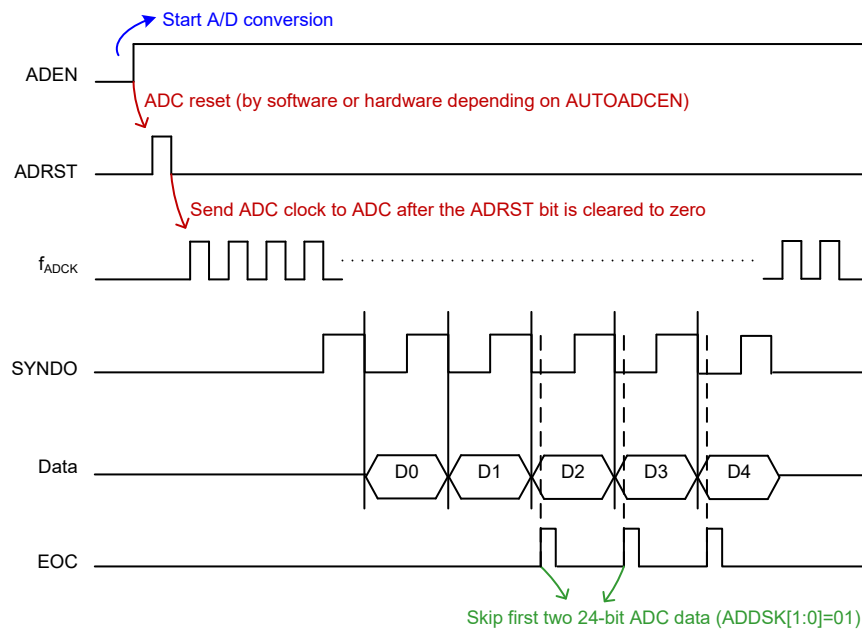 Start A/D conversion
ADEN
ADC reset (by software or hardware depending on AUTOADCEN)
ADRST
Send ADC clock to ADC after the ADRST bit is cleared to zero
fADCK
SYNDO
Data
D0
D1
D2
D3
D4
EOC
Skip first two 24-bit ADC data (ADDSK[1:0]=01)